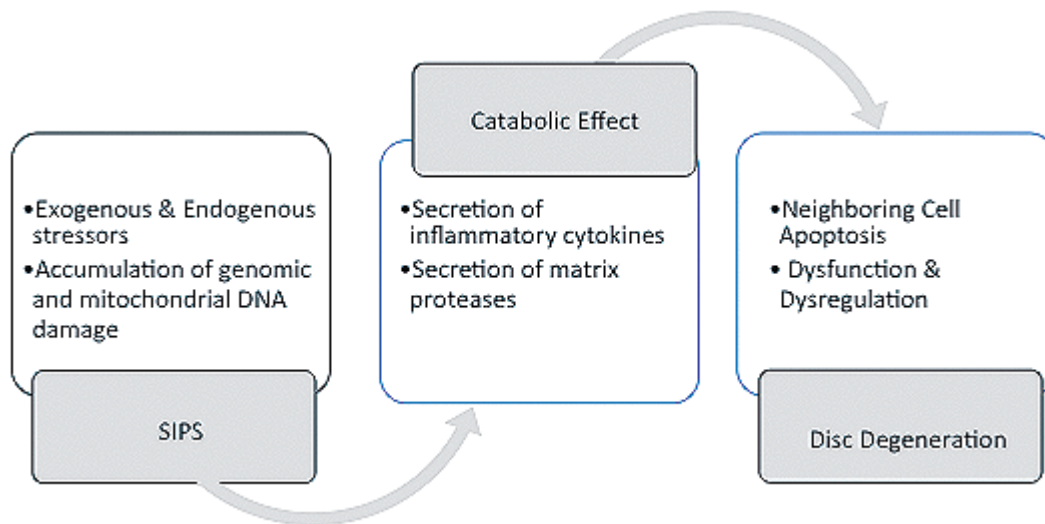 •Exogenous & Endogenous
stressors
•Accumulation of genomic
and mitochondrial DNA
damage
SIPS
Catabolic Effect
•Secretion of
inflammatory cytokines
•Secretion of matrix
proteases
•Neighboring Cell
Apoptosis
• Dysfunction &
Dysregulation
Disc Degeneration